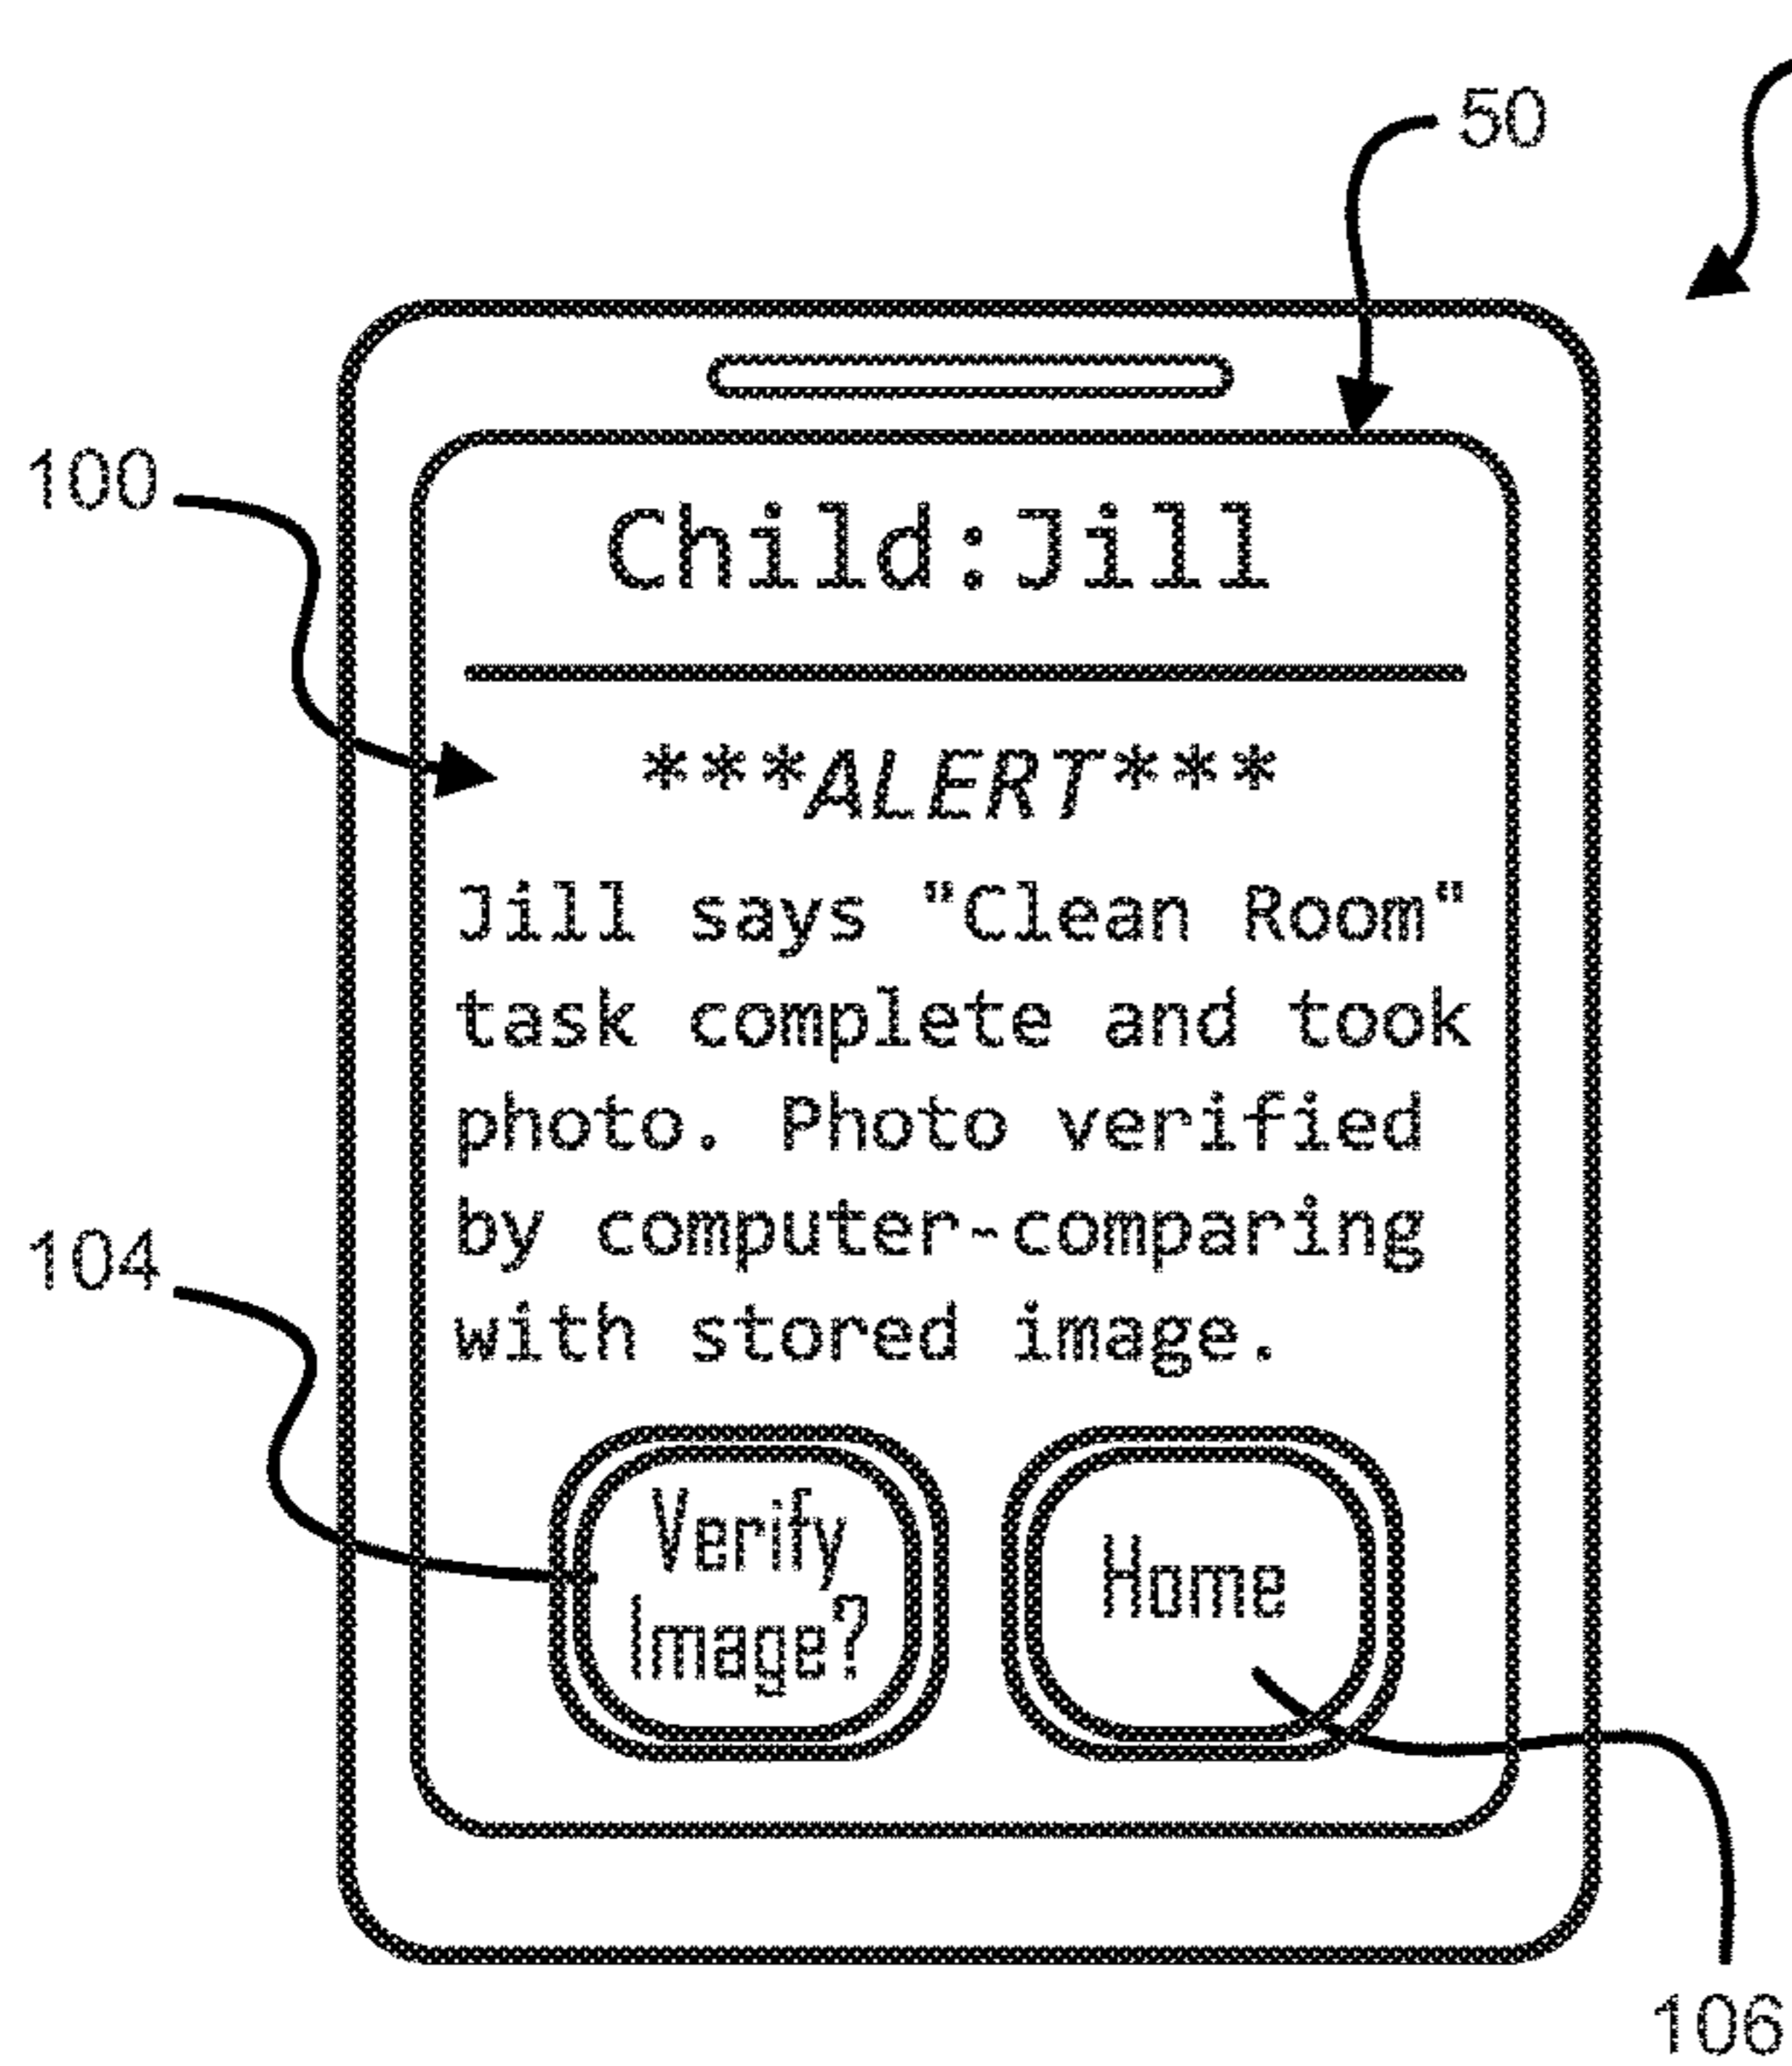 50
100
Child:Jill
***ALERT***
Jill says "Clean Room"
task complete and took
photo. Photo verified
by computer-comparing
with stored image.
104
Verify
Image?
Home
106